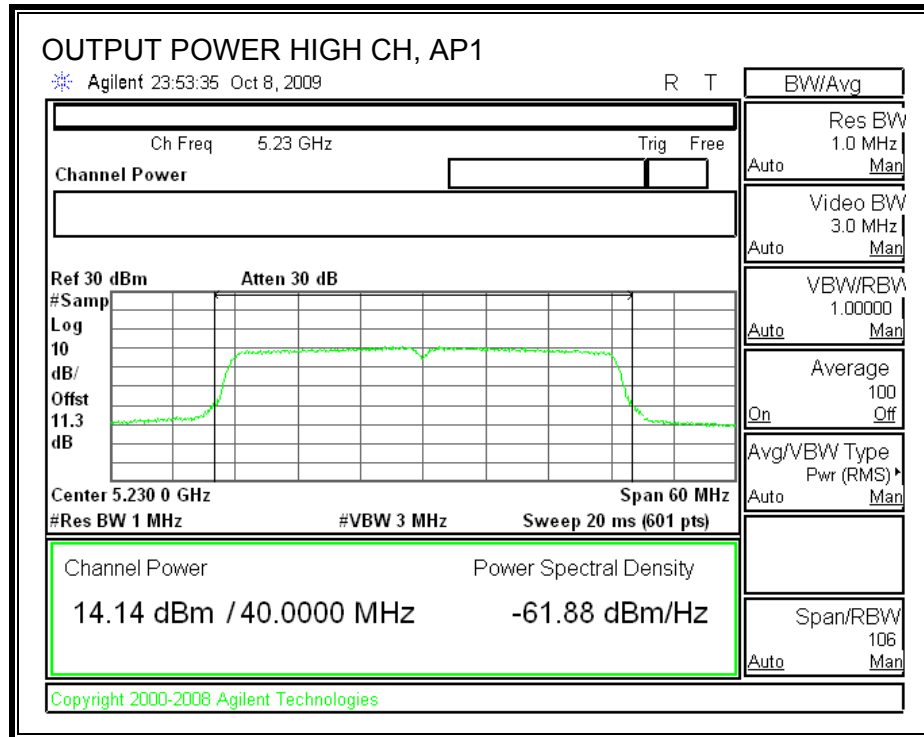 OUTPUT POWER HIGH CH, AP1
Agilent 23:53:35 Oct 8, 2009 R T
Ch Freq 5.23 GHz Trig Free
Channel Power
Ref 30 dBm Atten 30 dB
#Samp
Log
10
dB/
Offst
11.3
dB
Center 5.230 0 GHz Span 60 MHz
#Res BW 1 MHz #VBW 3 MHz Sweep 20 ms (601 pts)
Channel Power Power Spectral Density
14.14 dBm / 40.0000 MHz -61.88 dBm/Hz
Copyright 2000-2008 Agilent Technologies
BW/Avg
Res BW
1.0 MHz
Auto Man
Video BW
3.0 MHz
Auto Man
VBW/RBW
1.00000
Auto Man
Average
100
On Off
Avg/VBW Type
Pwr (RMS)
Auto Man
Span/RBW
106
Auto Man